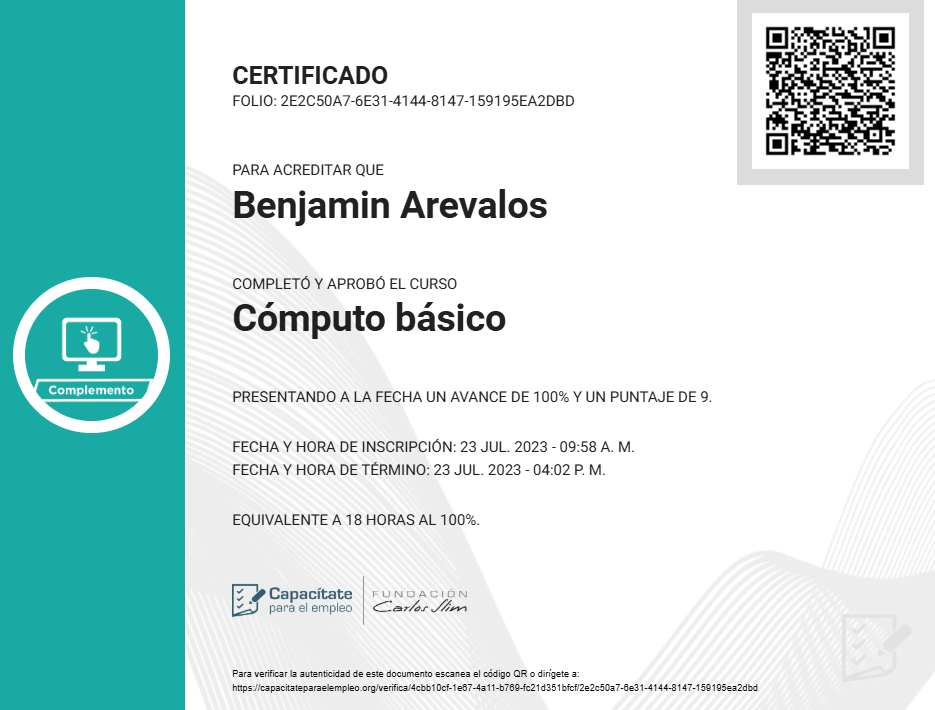 CERTIFICADO
FOLIO: 2E2C50A7-6E31-4144-8147-159195EA2DBD
PARA ACREDITAR QUE
Benjamin Arevalos
COMPLETÓ Y APROBÓ EL CURSO
Cómputo básico
Complemento
PRESENTANDO A LA FECHA UN AVANCE DE 100% Y UN PUNTAJE DE 9.
FECHA Y HORA DE INSCRIPCIÓN: 23 JUL. 2023 - 09:58 A. M.
FECHA Y HORA DE TÉRMINO: 23 JUL. 2023 - 04:02 P. M.
EQUIVALENTE A 18 HORAS AL 100%.
Capacítate
para el empleo
FUNDACIÓN
Carlos Slim
Para verificar la autenticidad de este documento escanea el código QR o dirígete a:
https://capacitateparaelempleo.org/verifica/4cbb10cf-1e67-4a11-b769-fc21d351bfcf/2e2c50a7-6e31-4144-8147-159195ea2dbd